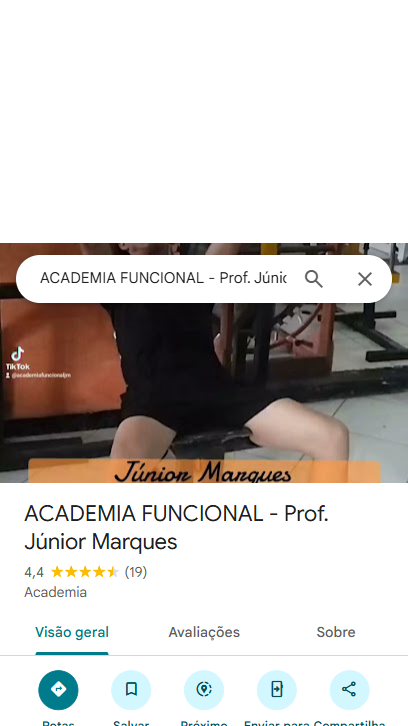 ACADEMIA FUNCIONAL - Prof. Júnic
TikTok
@academiafuncionaljm
Júnior Marques
ACADEMIA FUNCIONAL - Prof.
Júnior Marques
4,4 (19)
Academia
Visão geral Avaliações Sobre
Rotas Salvar Próximo Enviar para Compartilha